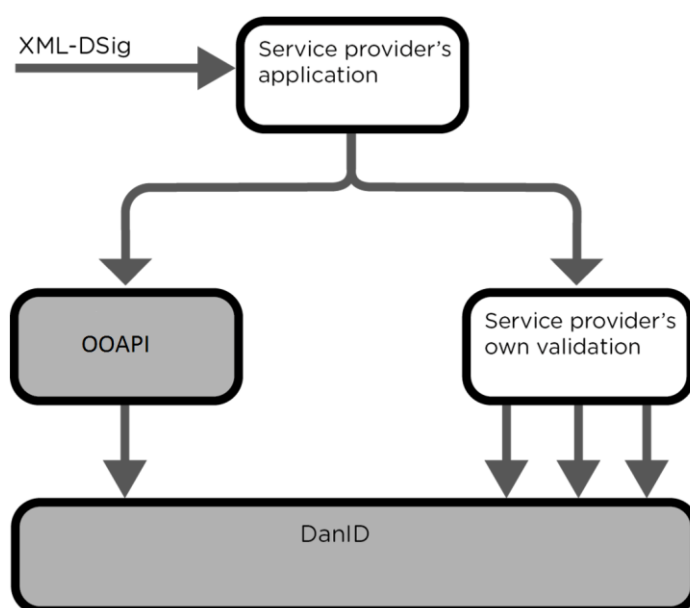 XML-DSig
Service provider's
application
OOAPI
Service provider's
own validation
DanID